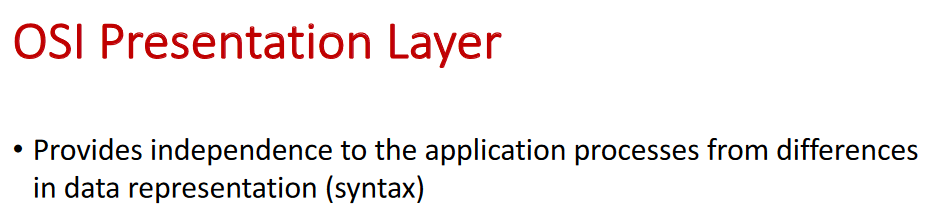 OSI Presentation Layer
• Provides independence to the application processes from differences
in data representation (syntax)